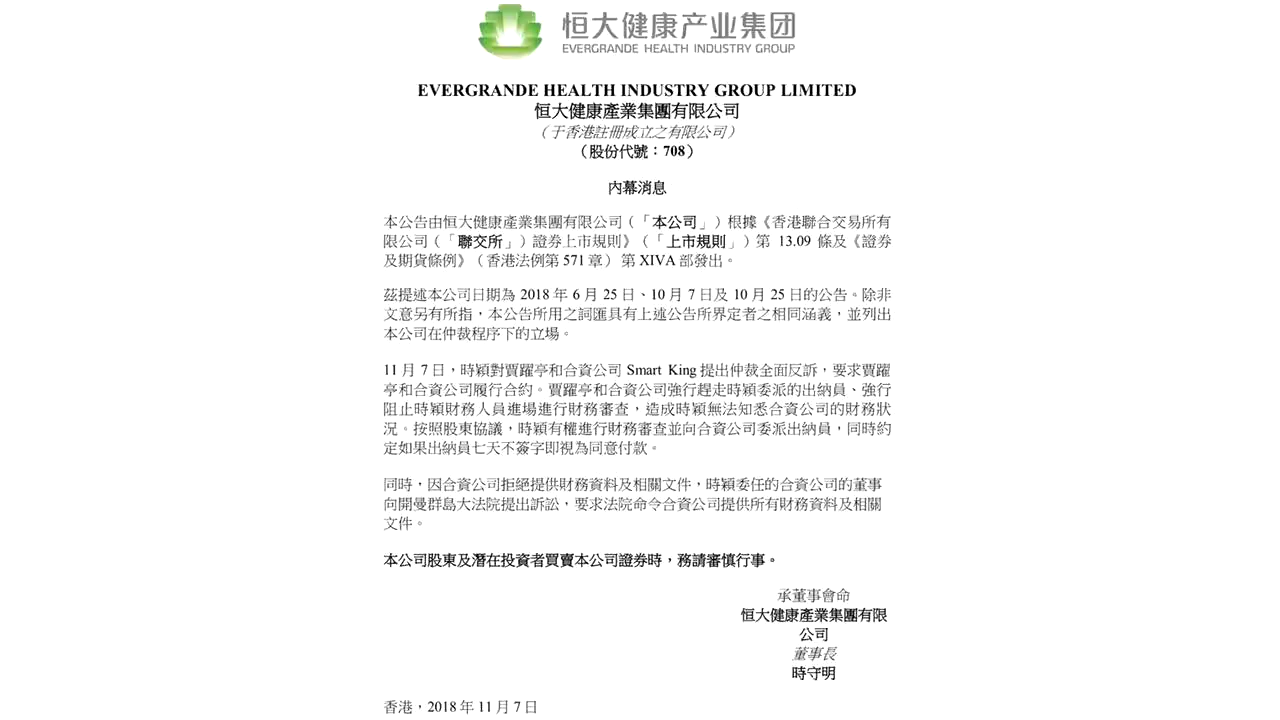 恒大健康产业集团
EVERGRANDE HEALTH INDUSTRY GROUP
EVERGRANDE HEALTH INDUSTRY GROUP LIMITED
恒大健康產業集團有限公司
（于香港註冊成立之有限公司）
（股份代號：708）
內幕消息
本公告由恒大健康產業集團有限公司（「本公司」）根據《香港聯合交易所有
限公司（「聯交所」）證券上市規則》（「上市規則」）第 13.09 條及《證券
及期貨條例》（香港法例第 571 章） 第 XIVA 部發出。
茲提述本公司日期為 2018 年 6 月 25 日、10 月 7 日及 10 月 25 日的公告。除非
文意另有所指，本公告所用之詞匯具有上述公告所界定者之相同涵義，並列出
本公司在仲裁程序下的立場。
11 月 7 日，時穎對賈躍亭和合資公司 Smart King 提出仲裁全面反訴，要求賈躍
亭和合資公司履行合約。賈躍亭和合資公司強行趕走時穎委派的出納員、強行
阻止時穎財務人員進場進行財務審查，造成時穎無法知悉合資公司的財務狀
況。按照股東協議，時穎有權進行財務審查並向合資公司委派出納員，同時約
定如果出納員七天不簽字即視為同意付款。
同時，因合資公司拒絕提供財務資料及相關文件，時穎委任的合資公司的董事
向開曼群島大法院提出訴訟，要求法院命令合資公司提供所有財務資料及相關
文件。
本公司股東及潛在投資者買賣本公司證券時，務請審慎行事。
承董事會命
恒大健康產業集團有限
公司
董事長
時守明
香港，2018 年 11 月 7 日